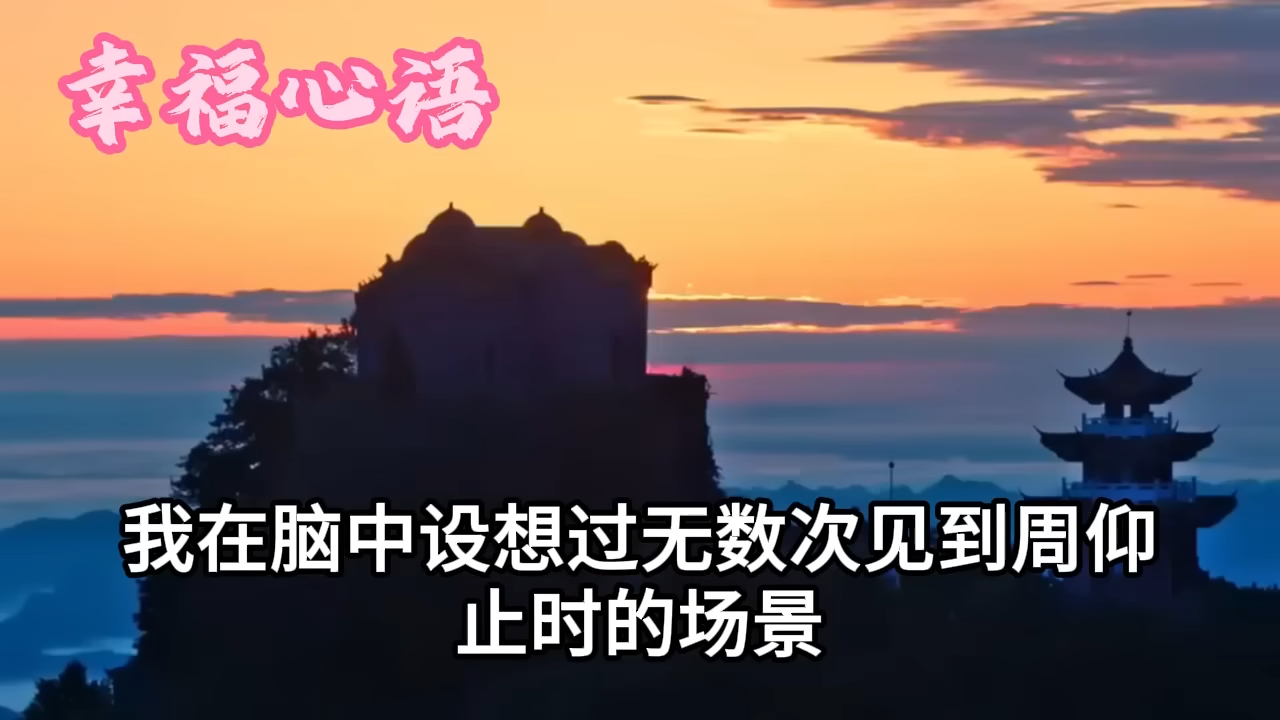 幸福心语
我在脑中设想过无数次见到周仰
止时的场景